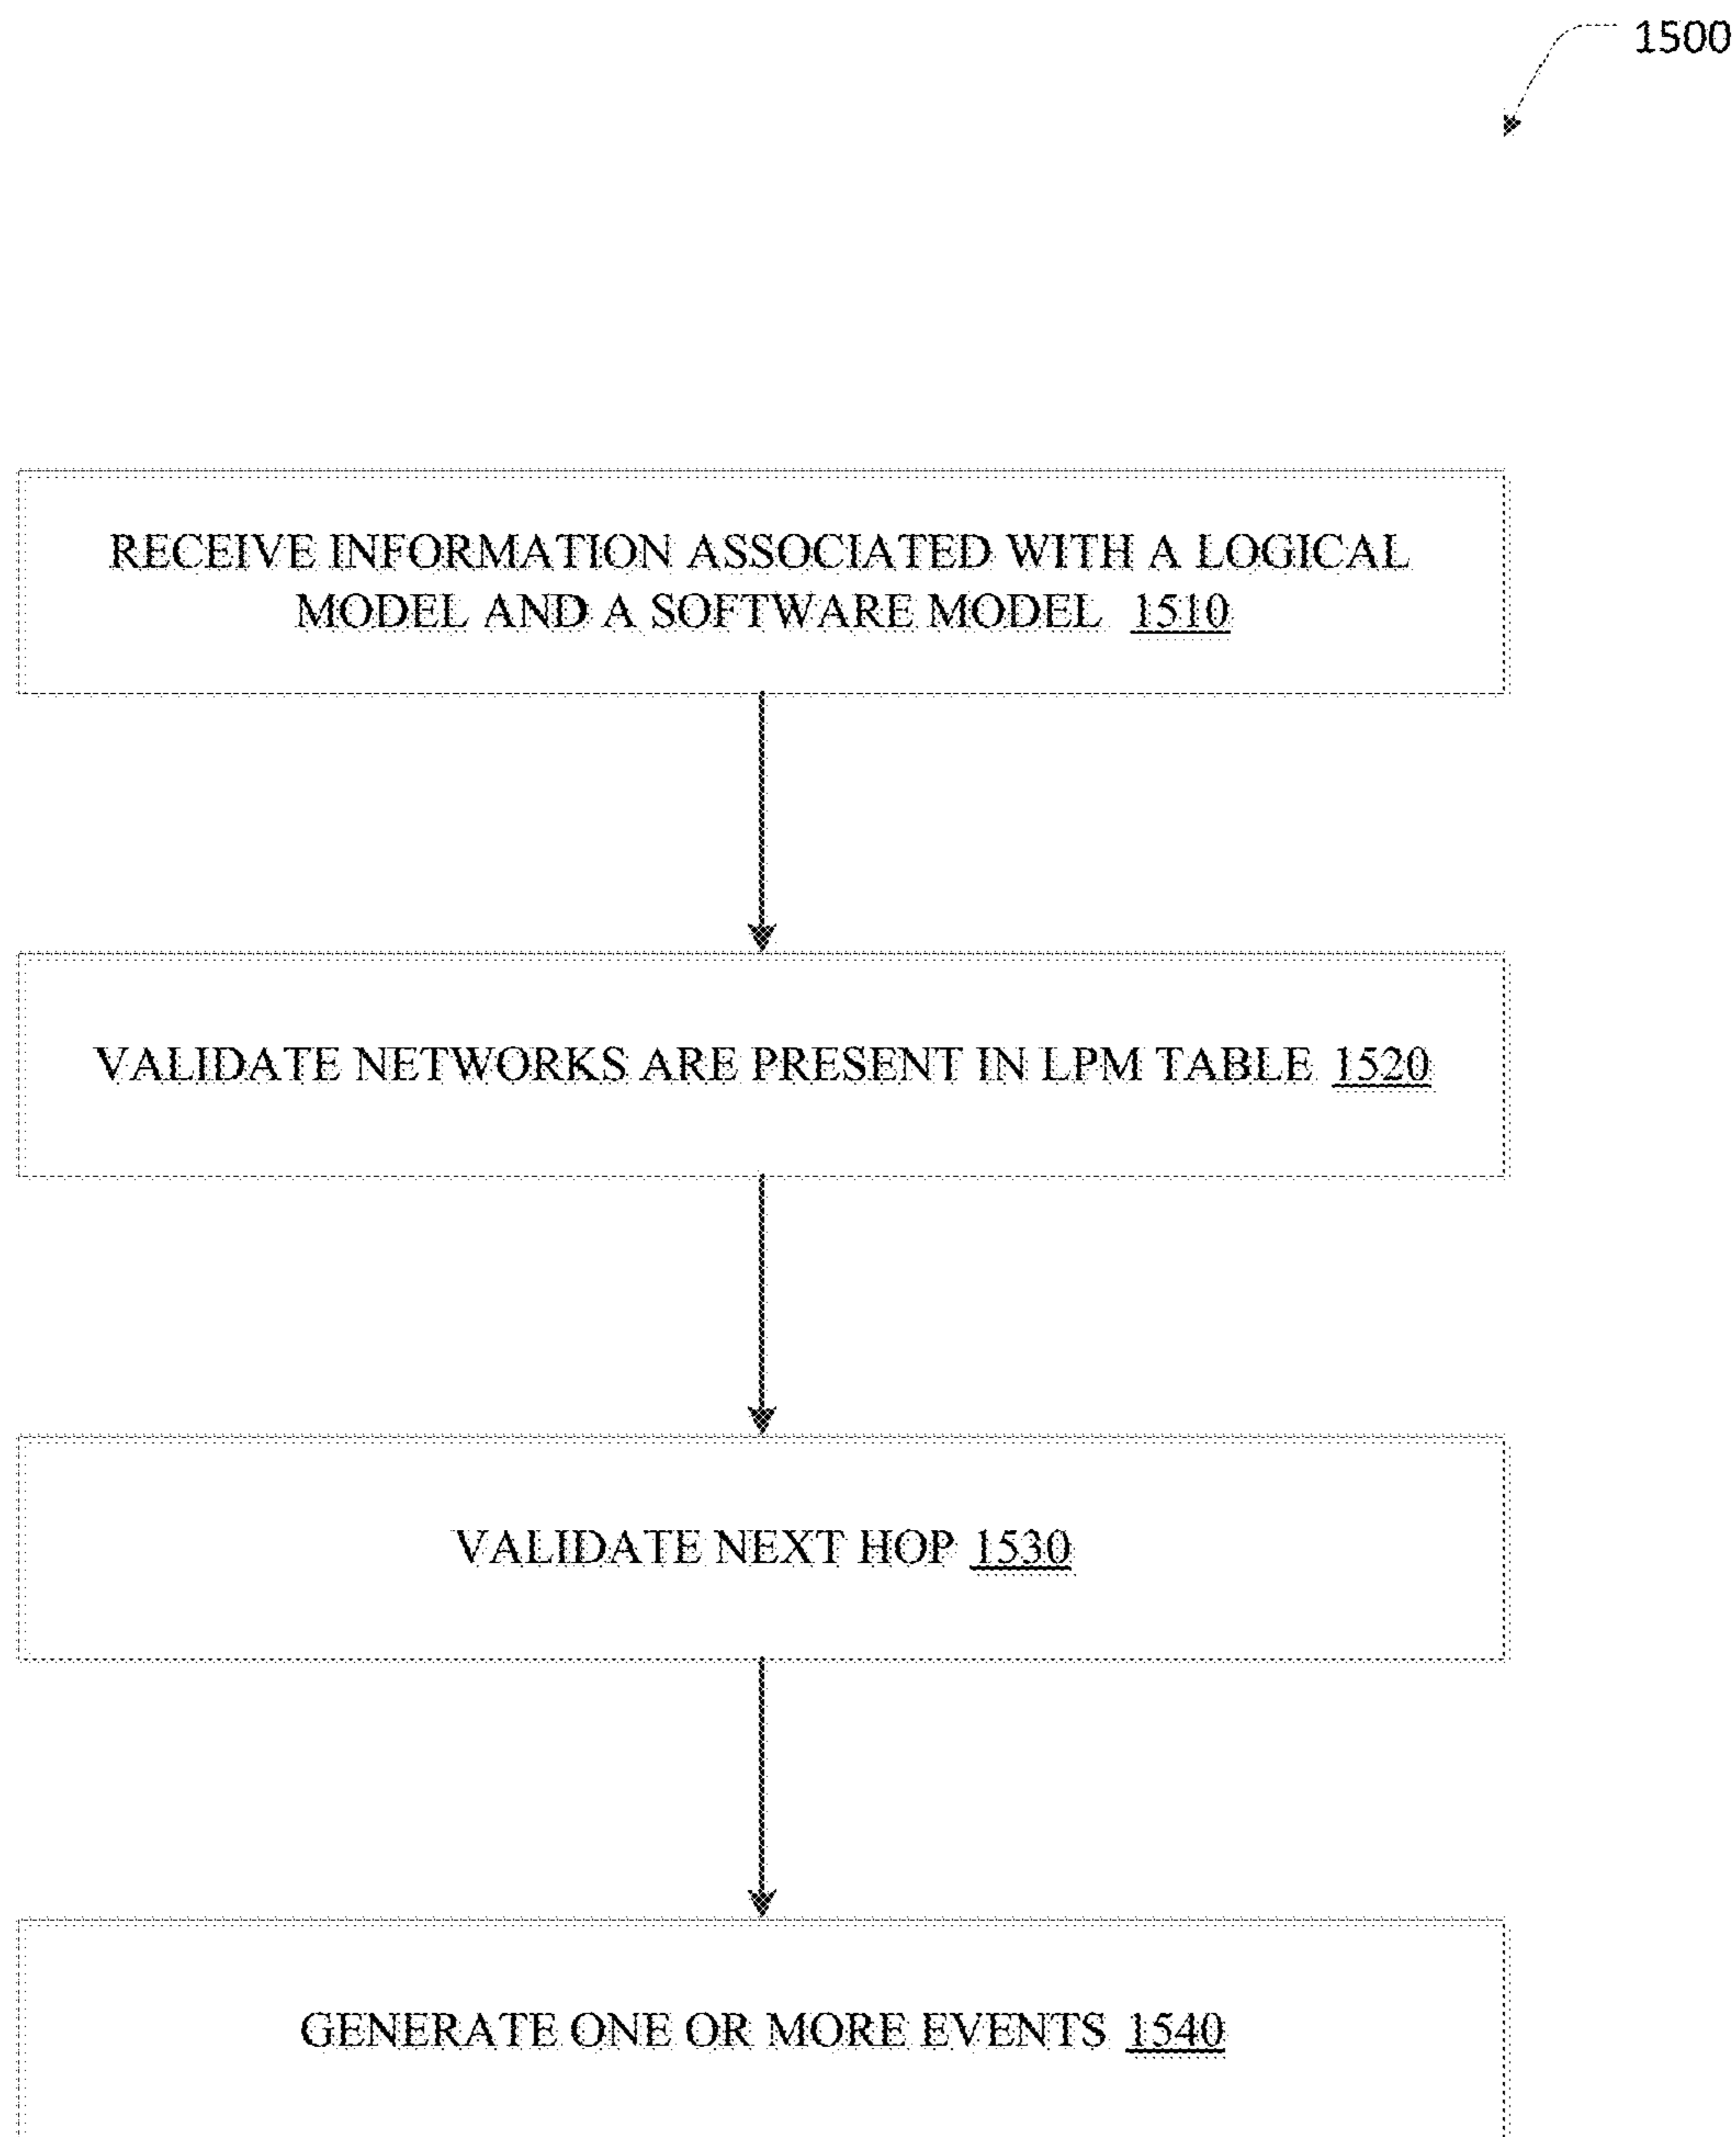 1500
RECEIVE INFORMATION ASSOCIATED WITH A LOGICAL
MODEL AND A SOFTWARE MODEL 1510
VALIDATE NETWORKS ARE PRESENT IN LPM TABLE 1520
VALIDATE NEXT HOP 1530
GENERATE ONE OR MORE EVENTS 1540